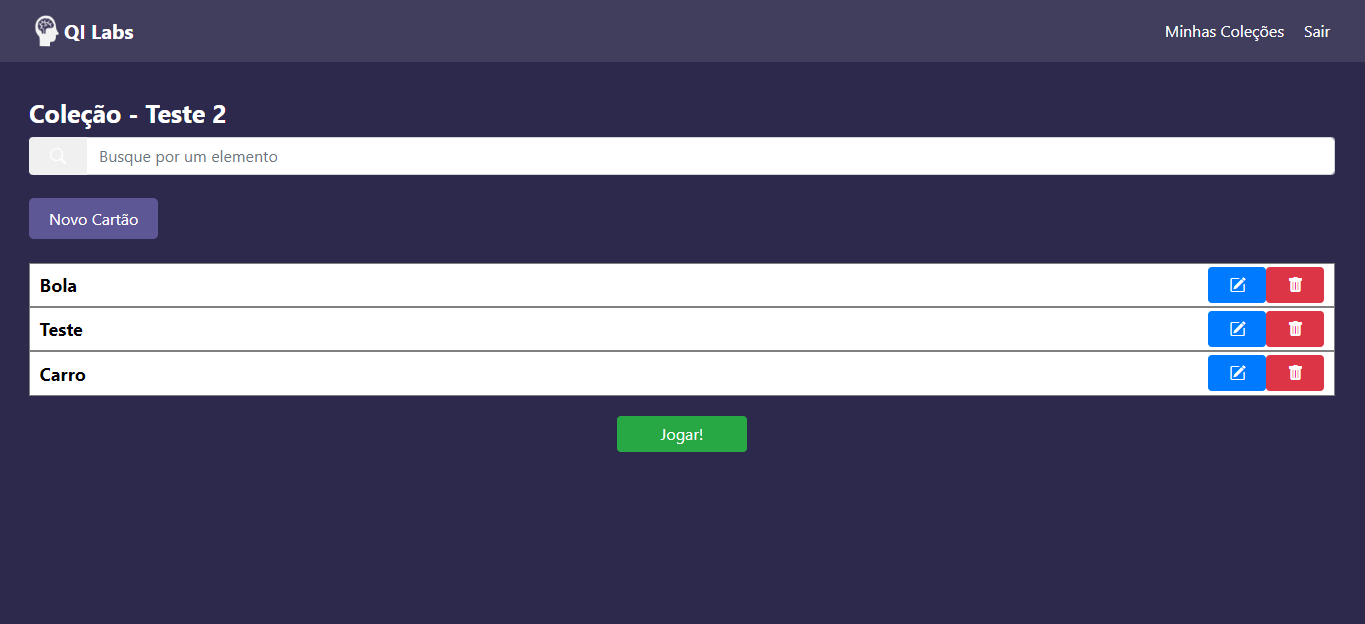 QI Labs
Minhas Coleções
Sair
Coleção - Teste 2
Busque por um elemento
Novo Cartão
Bola
Teste
Carro
Jogar!